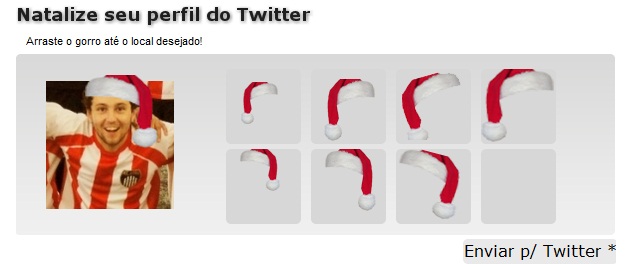 Natalize seu perfil do Twitter
Arraste o gorro até o local desejado!
Enviar p/ Twitter *